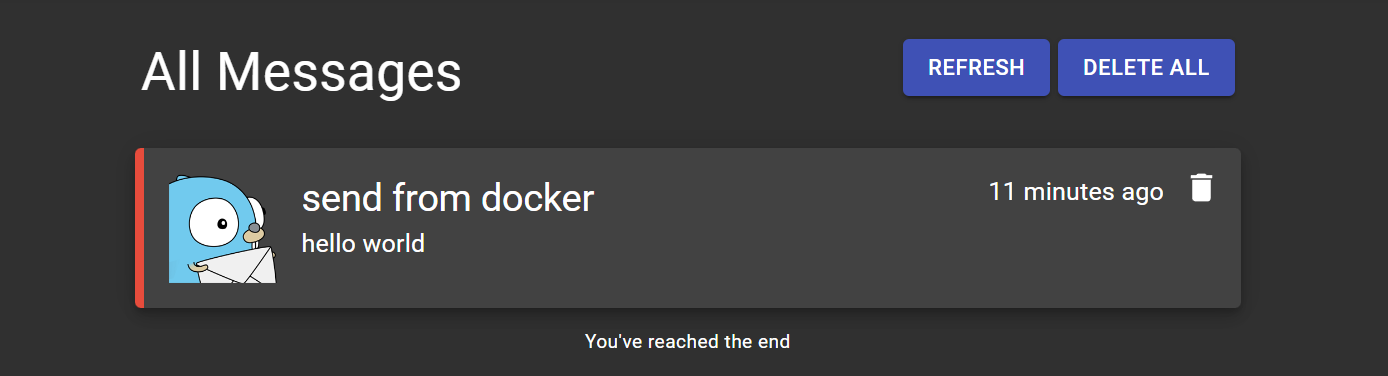 All Messages
REFRESH
DELETE ALL
send from docker
11 minutes ago
hello world
You've reached the end